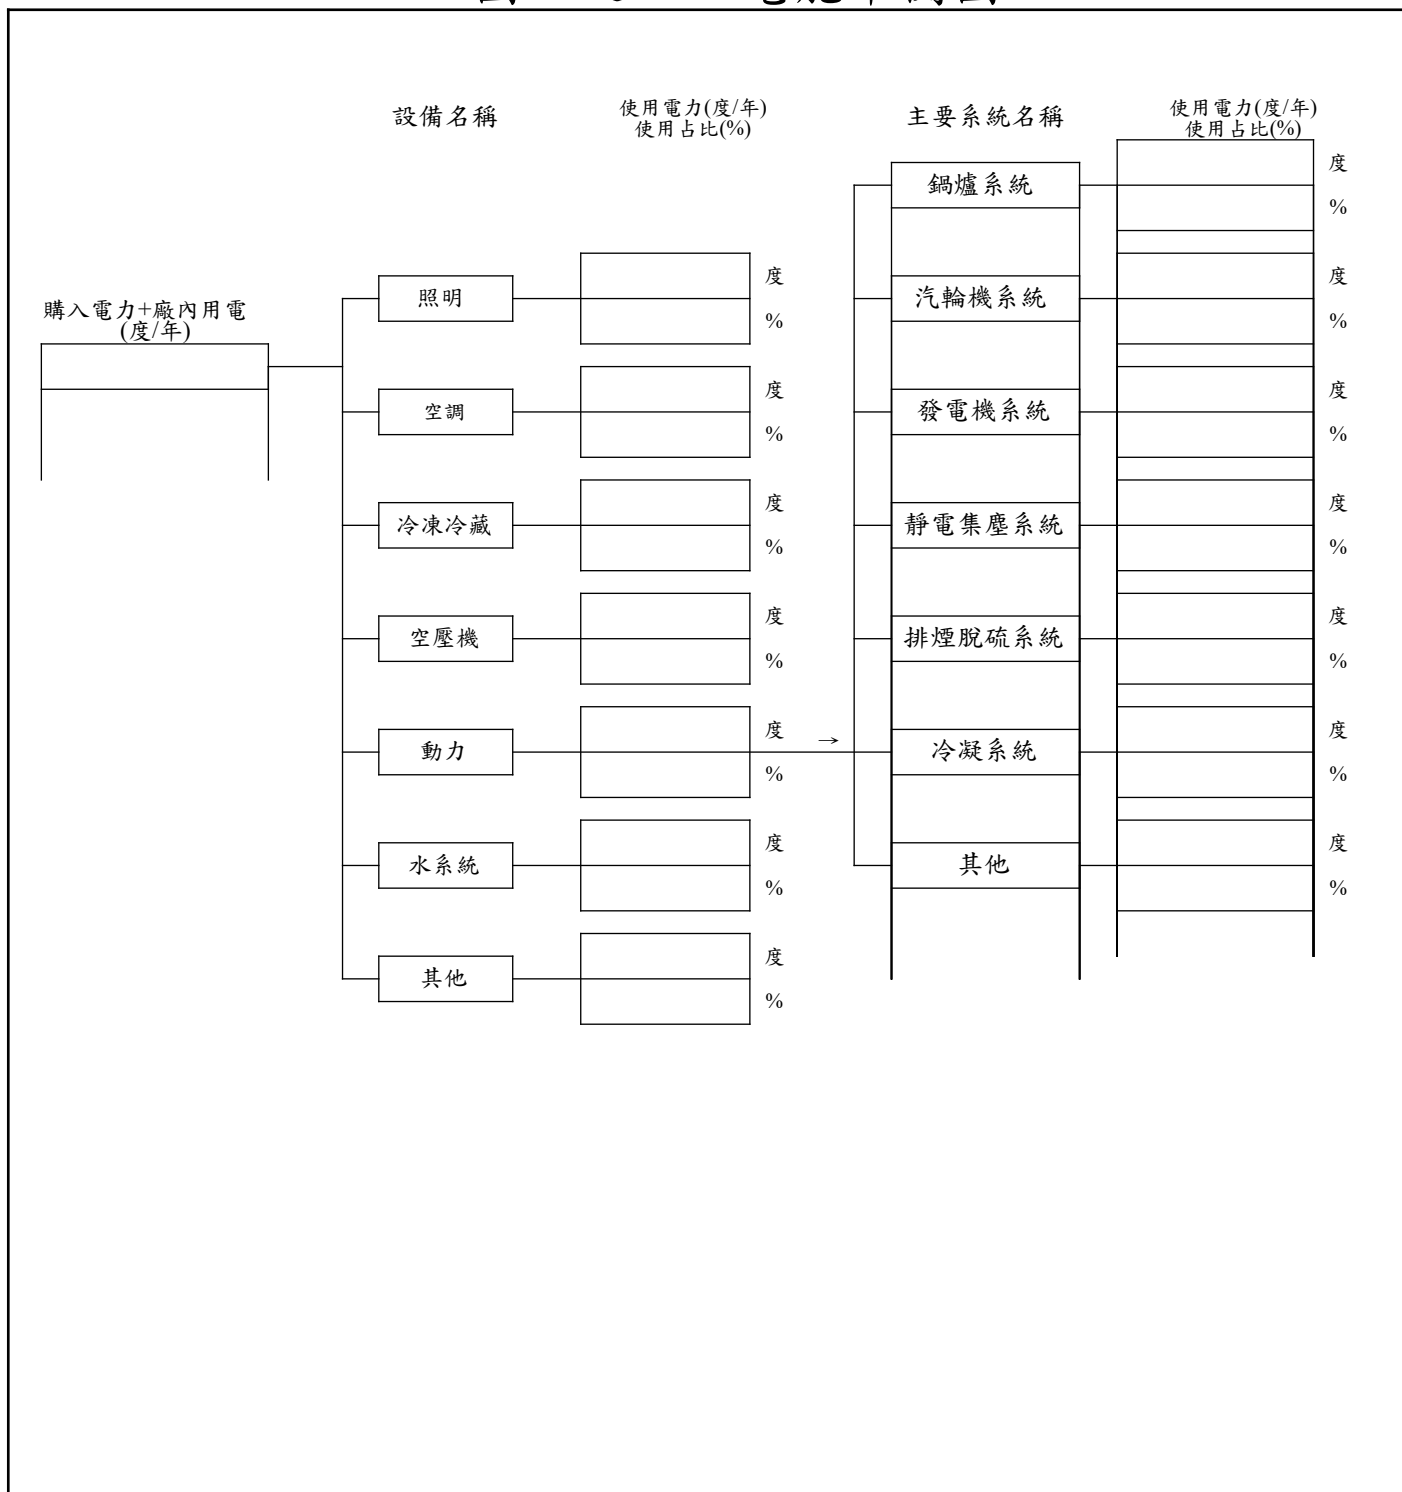 設備名稱
使用電力(度/年)
使用占比(%)
主要系統名稱
使用電力(度/年)
使用占比(%)
鍋爐系統
度
%
購入電力+廠內用電
(度/年)
照明
度
%
汽輪機系統
度
%
空調
度
%
發電機系統
度
%
冷凍冷藏
度
%
靜電集塵系統
度
%
空壓機
度
%
排煙脫硫系統
度
%
動力
度
%
→
冷凝系統
度
%
水系統
度
%
其他
度
%
其他
度
%